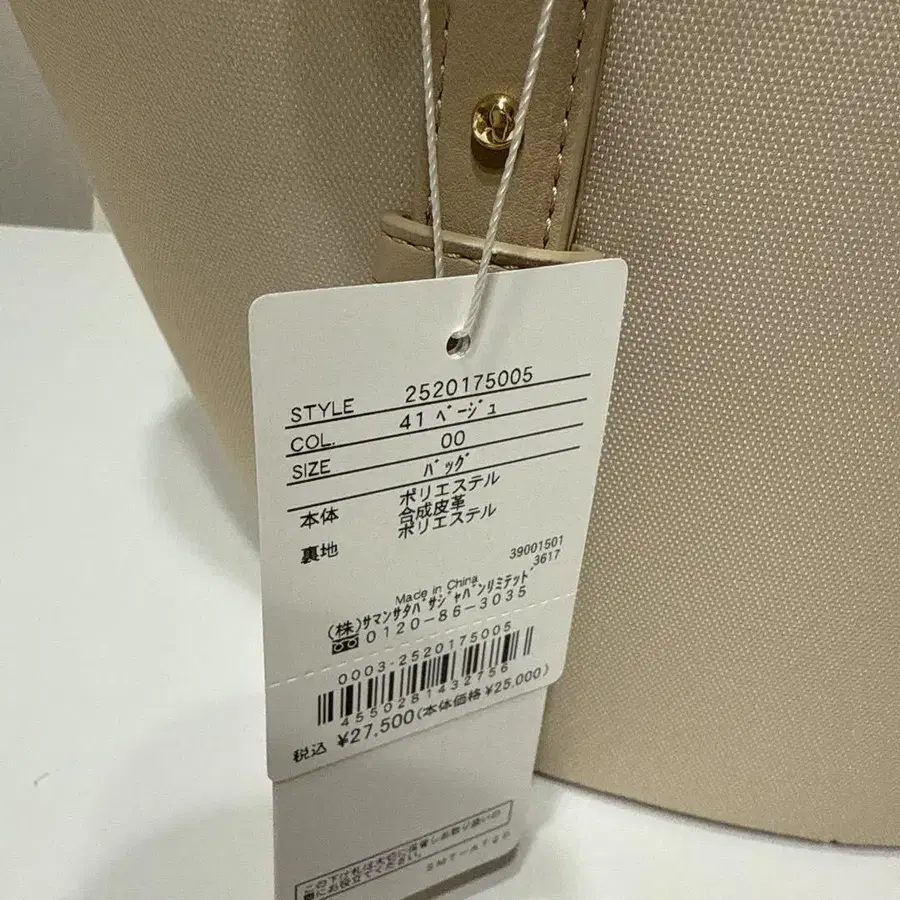 STYLE 2520175005
COL. 41 ﾍﾞｰｼﾞｭ
SIZE 00
ﾊﾞｯｸﾞ
本体 ポリエステル
合成皮革
裏地 ポリエステル
39001501
3617
Made in China
(株)ｻﾏﾝｻﾀﾊﾞｻｼﾞｬﾊﾟﾝﾘﾐﾃｯﾄﾞ
0120-86-3035
0003-2520175005
4550281432756
税込 ¥27,500(本体価格 ¥25,000)